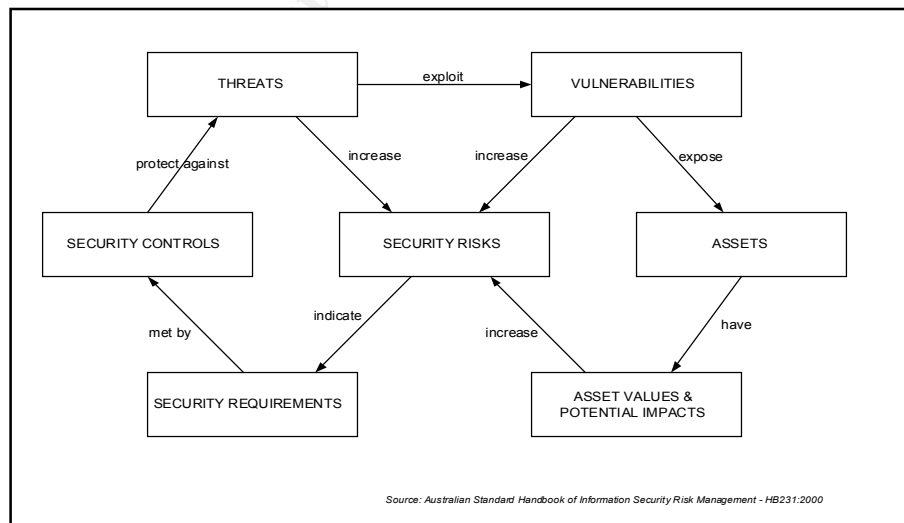 THREATS
exploit
VULNERABILITIES
protect against
increase
increase
expose
SECURITY CONTROLS
SECURITY RISKS
ASSETS
met by
indicate
increase
have
SECURITY REQUIREMENTS
ASSET VALUES &
POTENTIAL IMPACTS
Source: Australian Standard Handbook of Information Security Risk Management - HB231:2000